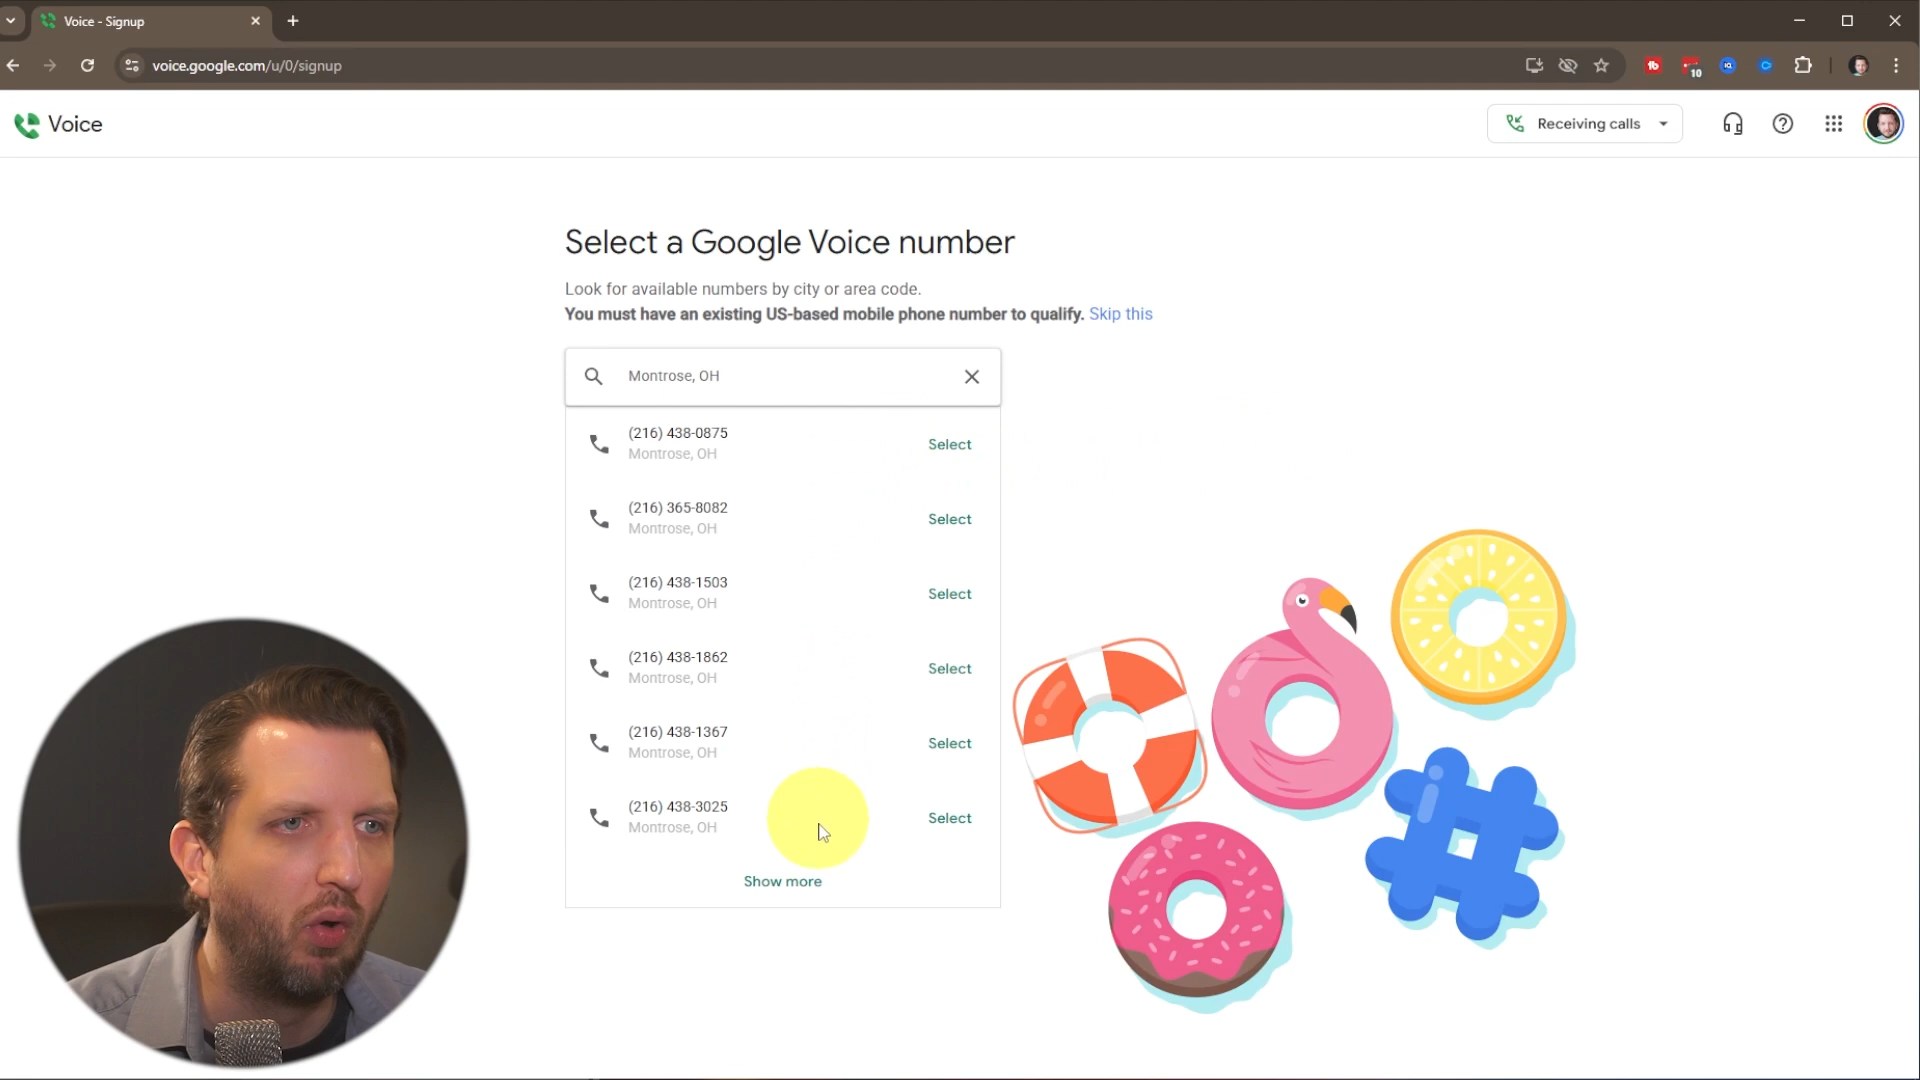 Voice - Signup
voice.google.com/u/0/signup
10
Voice
Receiving calls
Select a Google Voice number
Look for available numbers by city or area code.
You must have an existing US-based mobile phone number to qualify. Skip this
Montrose, OH
(216) 438-0875
Montrose, OH
Select
(216) 365-8082
Montrose, OH
Select
(216) 438-1503
Montrose, OH
Select
(216) 438-1862
Montrose, OH
Select
(216) 438-1367
Montrose, OH
Select
(216) 438-3025
Montrose, OH
Select
Show more